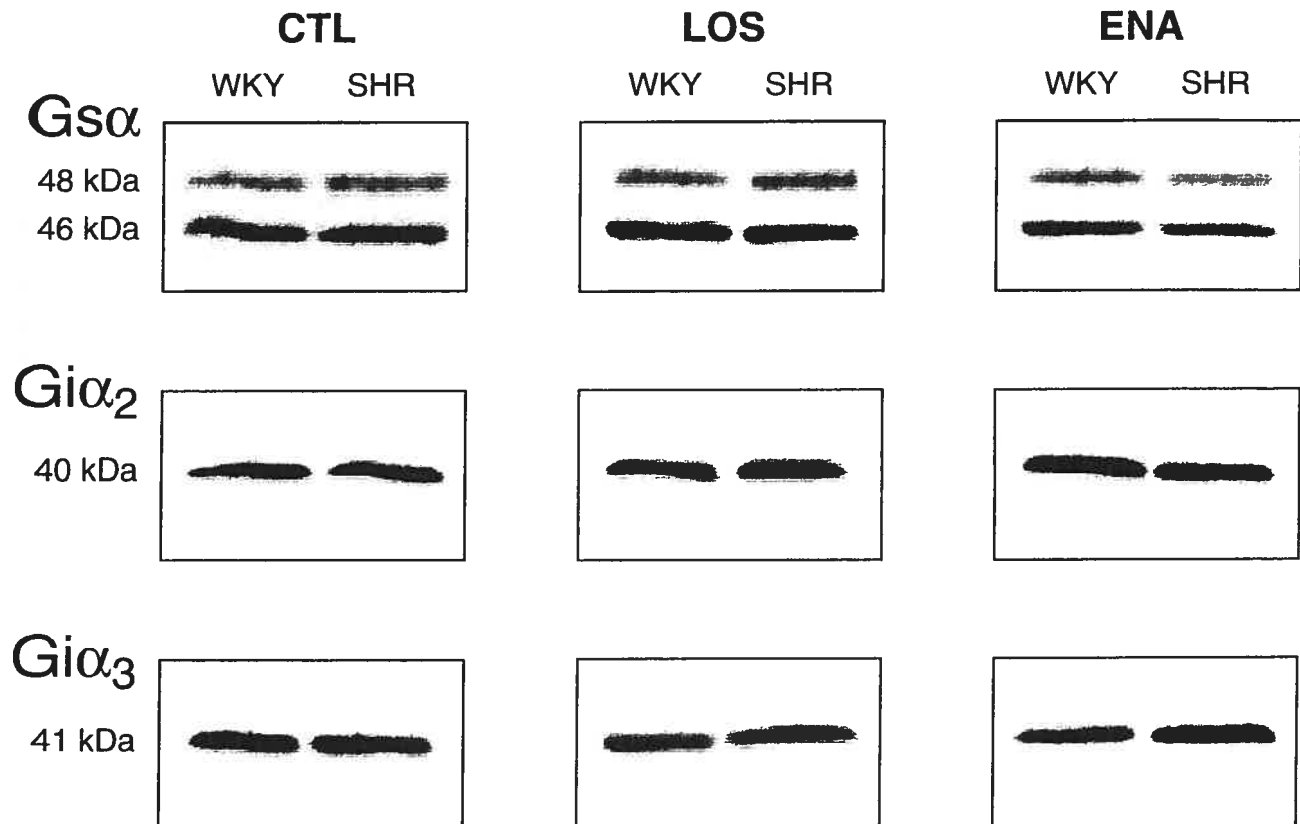 CTL LOS ENA
WKY SHR WKY SHR WKY SHR
Gsα
48 kDa
46 kDa
Giα₂
40 kDa
Giα₃
41 kDa